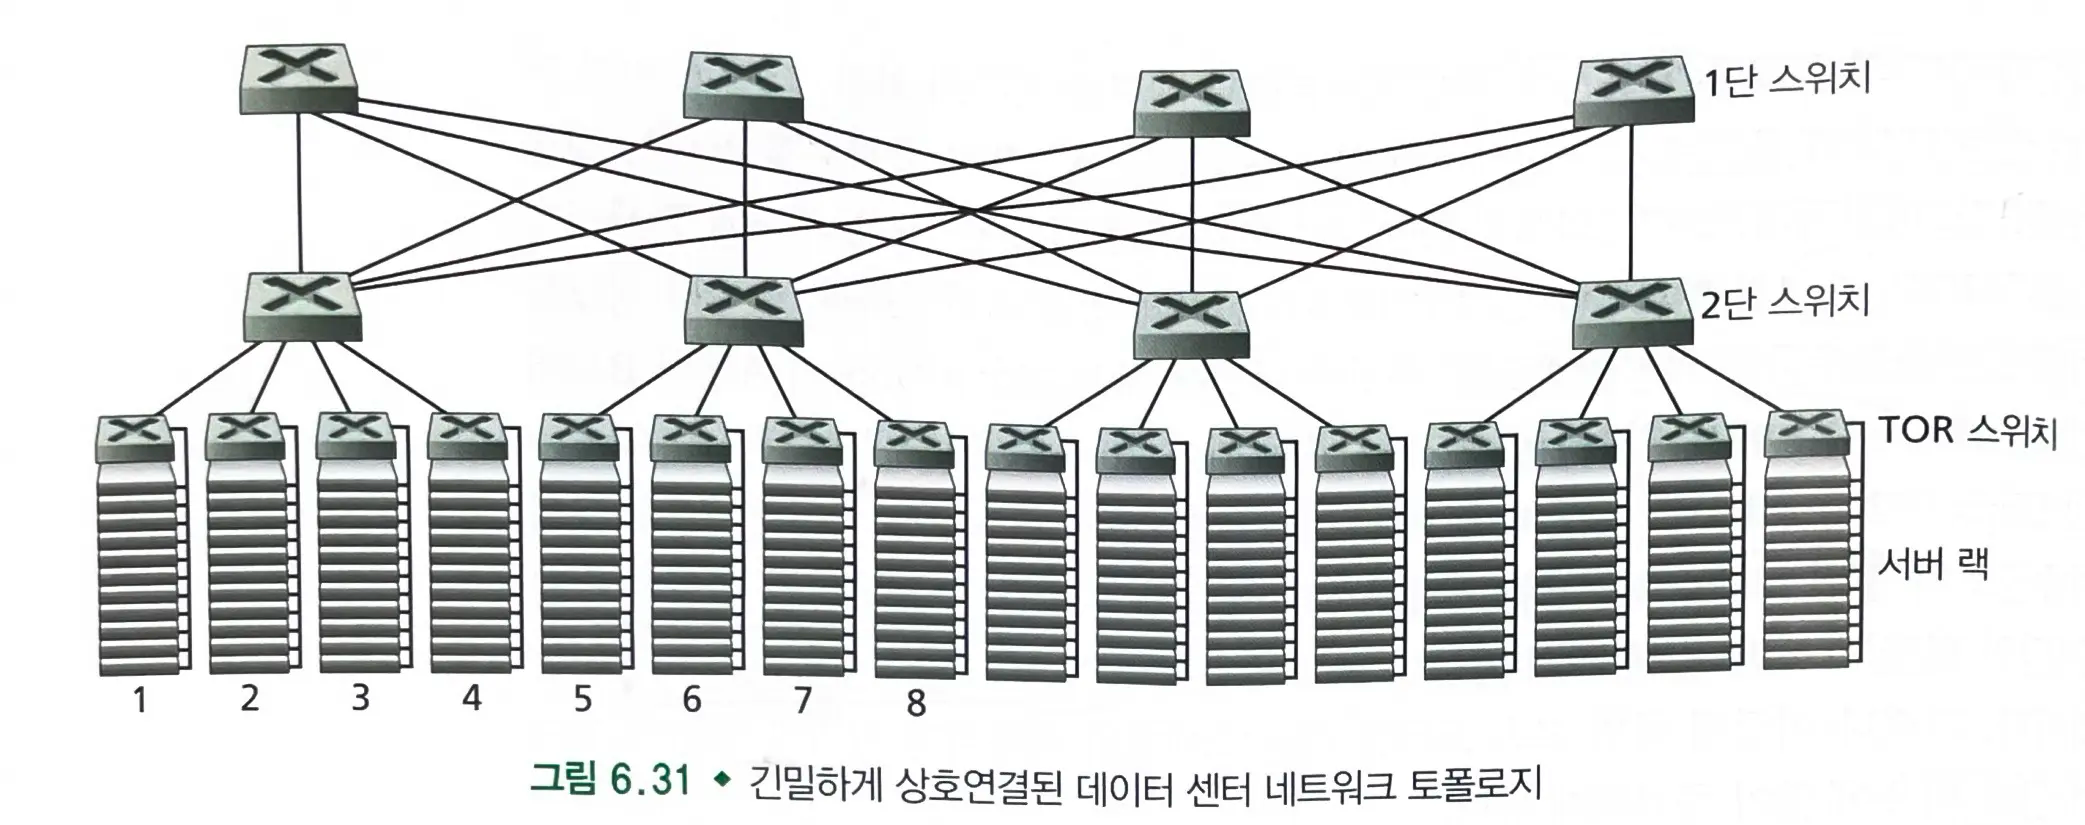 1단 스위치
2단 스위치
TOR 스위치
서버 랙
1 2 3 4 5 6 7 8
그림 6.31 ◆ 긴밀하게 상호연결된 데이터 센터 네트워크 토폴로지